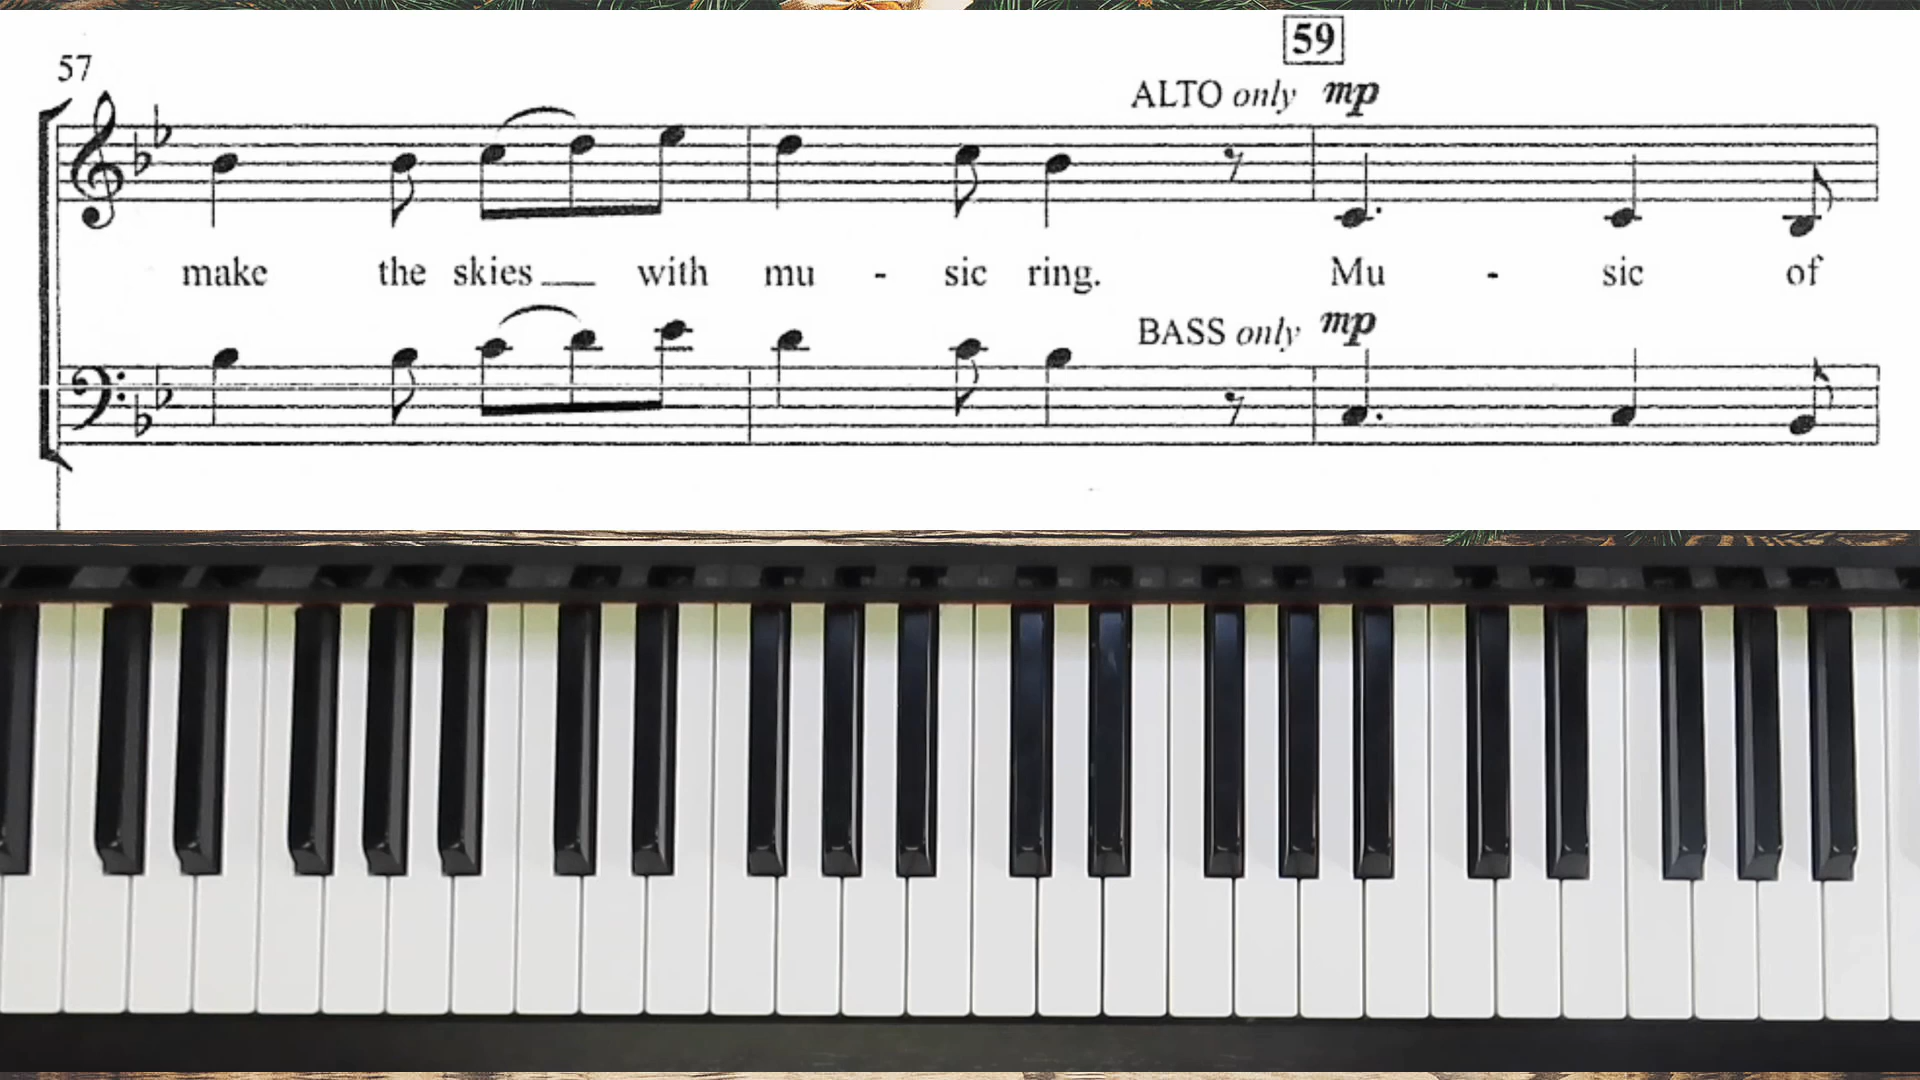 59
57
ALTO only mp
make the skies with mu - sic ring. Mu - sic of
BASS only mp